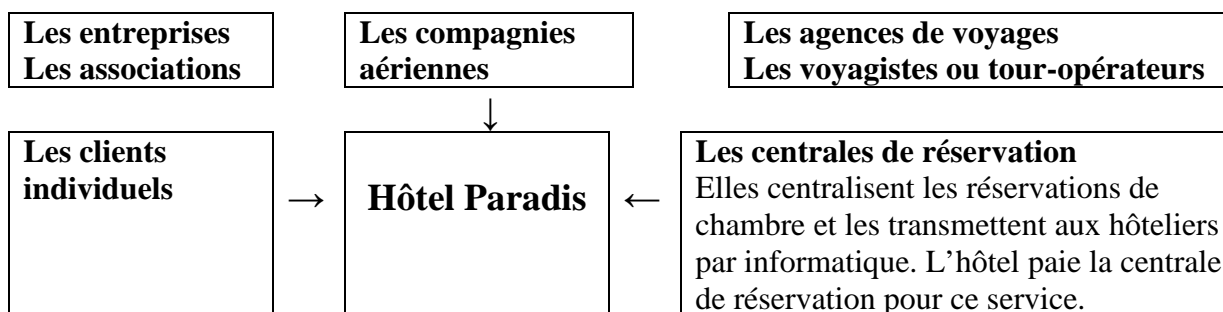 Les entreprises
Les associations
Les compagnies
aériennes
Les agences de voyages
Les voyagistes ou tour-opérateurs
↓
Les clients
individuels
→
Hôtel Paradis
←
Les centrales de réservation
Elles centralisent les réservations de
chambre et les transmettent aux hôteliers
par informatique. L’hôtel paie la centrale
de réservation pour ce service.